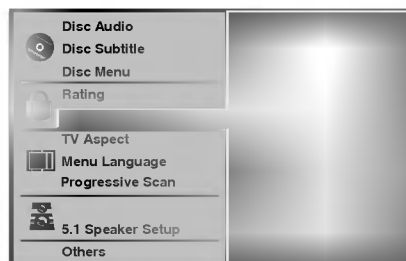 Disc Audio
Disc Subtitle
Disc Menu
Rating
TV Aspect
Menu Language
Progressive Scan
5.1 Speaker Setup
Others